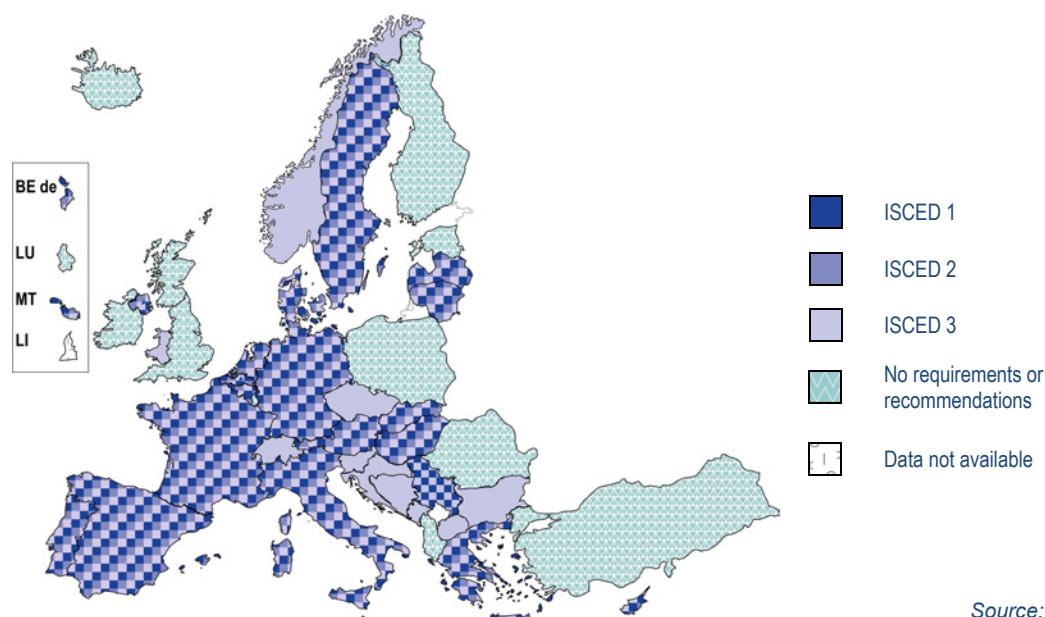 BE de
LU
MT
LI
ISCED 1
ISCED 2
ISCED 3
No requirements or
recommendations
Data not available
Source: